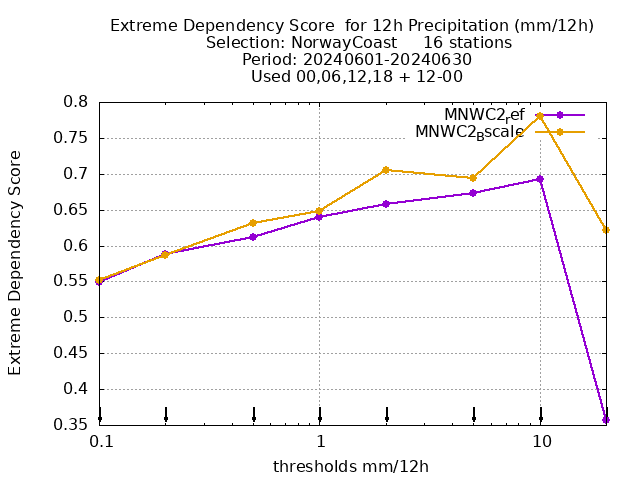 Extreme Dependency Score  for 12h Precipitation (mm/12h)
Selection: NorwayCoast     16 stations
Period: 20240601-20240630
Used 00,06,12,18 + 12-00
MNWC2ref
MNWC2Bscale
0.8
0.75
0.7
0.65
0.6
0.55
0.5
0.45
0.4
0.35
Extreme Dependency Score
0.1 1 10
thresholds mm/12h